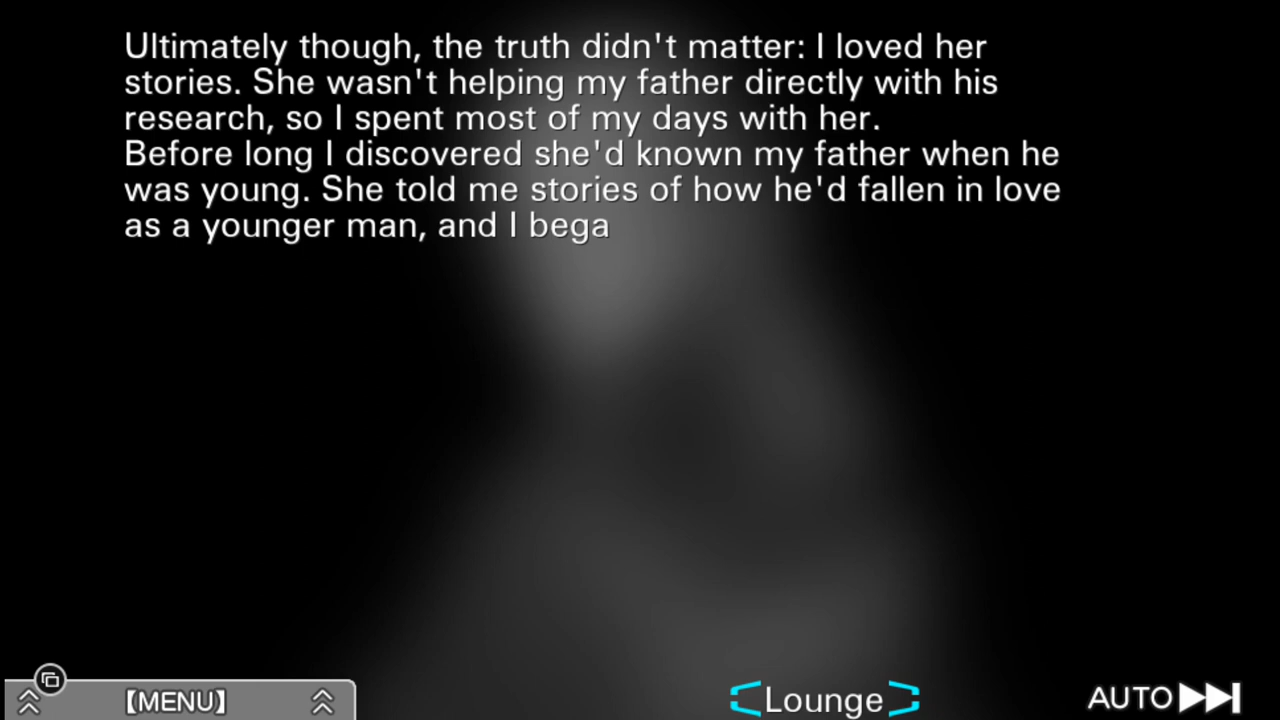 Ultimately though, the truth didn't matter: I loved her
stories. She wasn't helping my father directly with his
research, so I spent most of my days with her.
Before long I discovered she'd known my father when he
was young. She told me stories of how he'd fallen in love
as a younger man, and I bega
【MENU】
Lounge
AUTO